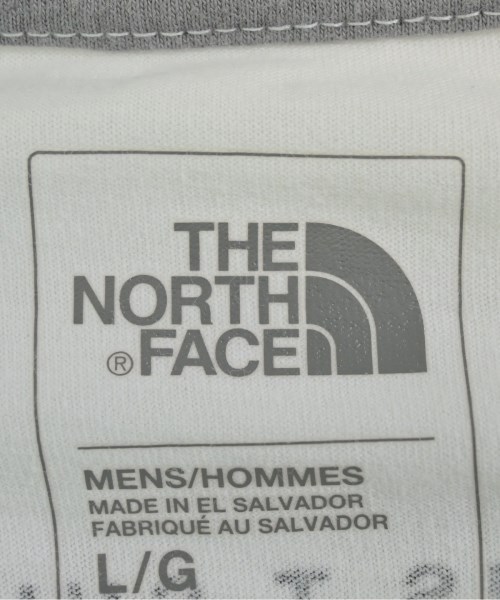 THE
NORTH
® FACE
MENS/HOMMES
MADE IN EL SALVADOR
FABRIQUÉ AU SALVADOR
L/G